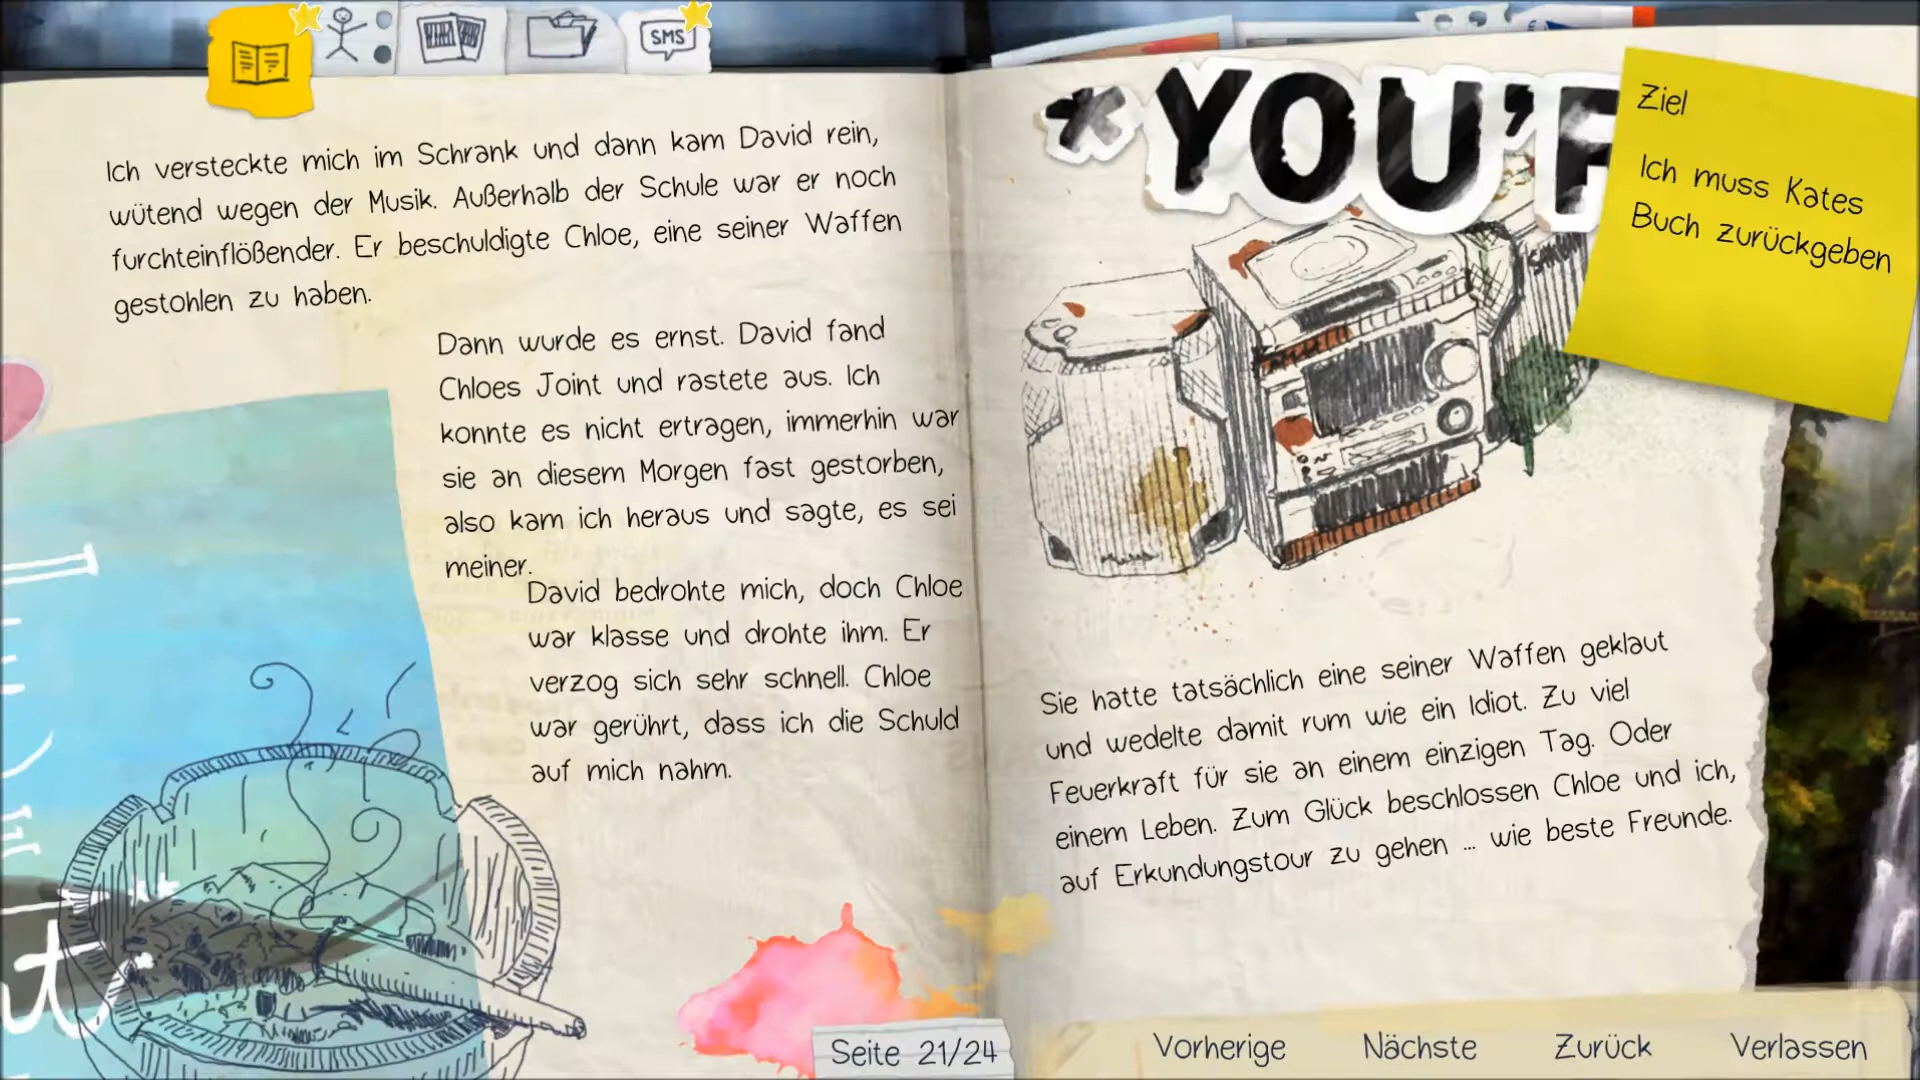 SMS
Ich versteckte mich im Schrank und dann kam David rein,
wütend wegen der Musik. Außerhalb der Schule war er noch
furchteinflößender. Er beschuldigte Chloe, eine seiner Waffen
gestohlen zu haben.
Dann wurde es ernst. David fand
Chloes Joint und rastete aus. Ich
konnte es nicht ertragen, immerhin war
sie an diesem Morgen fast gestorben,
also kam ich heraus und sagte, es sei
meiner.
David bedrohte mich, doch Chloe
war klasse und drohte ihm. Er
verzog sich sehr schnell. Chloe
war gerührt, dass ich die Schuld
auf mich nahm.
*YOU'R
Ziel
Ich muss Kates
Buch zurückgeben
Sie hatte tatsächlich eine seiner Waffen geklaut
und wedelte damit rum wie ein Idiot. Zu viel
Feuerkraft für sie an einem einzigen Tag. Oder
einem Leben. Zum Glück beschlossen Chloe und ich,
auf Erkundungstour zu gehen ... wie beste Freunde.
Seite 21/24
Vorherige Nächste Zurück Verlassen